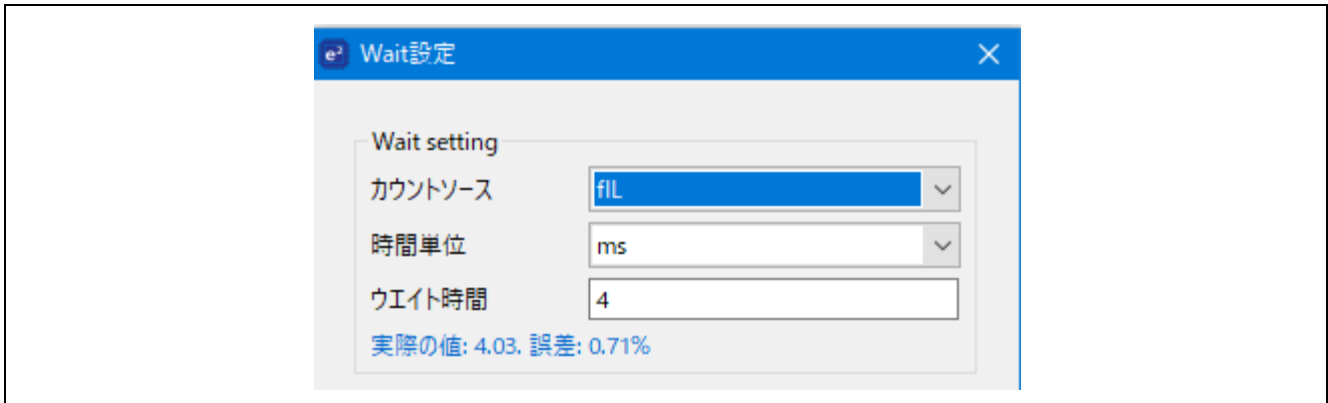 e² Wait設定
Wait setting
カウントソース fIL
時間単位 ms
ウエイト時間 4
実際の値: 4.03. 誤差: 0.71%